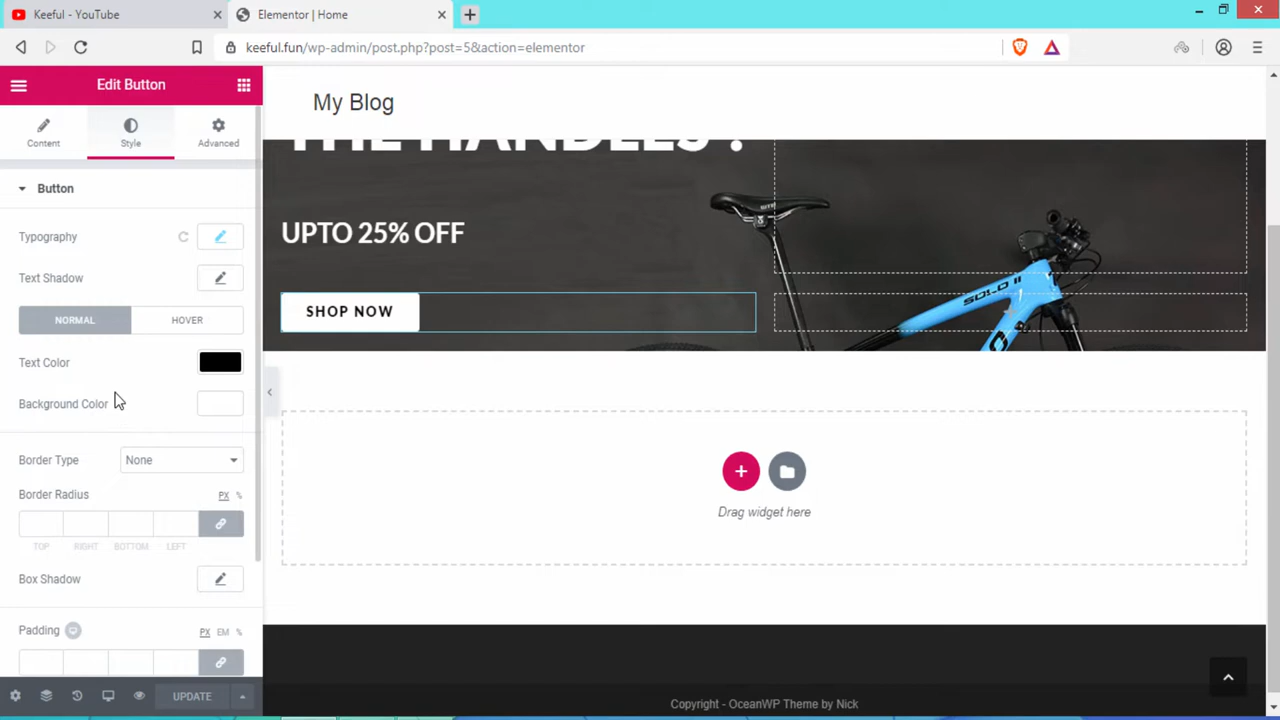 Keeful - YouTube
Elementor | Home
keeful.fun/wp-admin/post.php?post=5&action=elementor
Edit Button
Content
Style
Advanced
Button
Typography
Text Shadow
NORMAL
HOVER
Text Color
Background Color
Border Type
None
Border Radius
PX %
TOP RIGHT BOTTOM LEFT
Box Shadow
Padding
PX EM %
UPDATE
My Blog
THE HANDLES ?
UPTO 25% OFF
SHOP NOW
SOLO II
Drag widget here
Copyright - OceanWP Theme by Nick